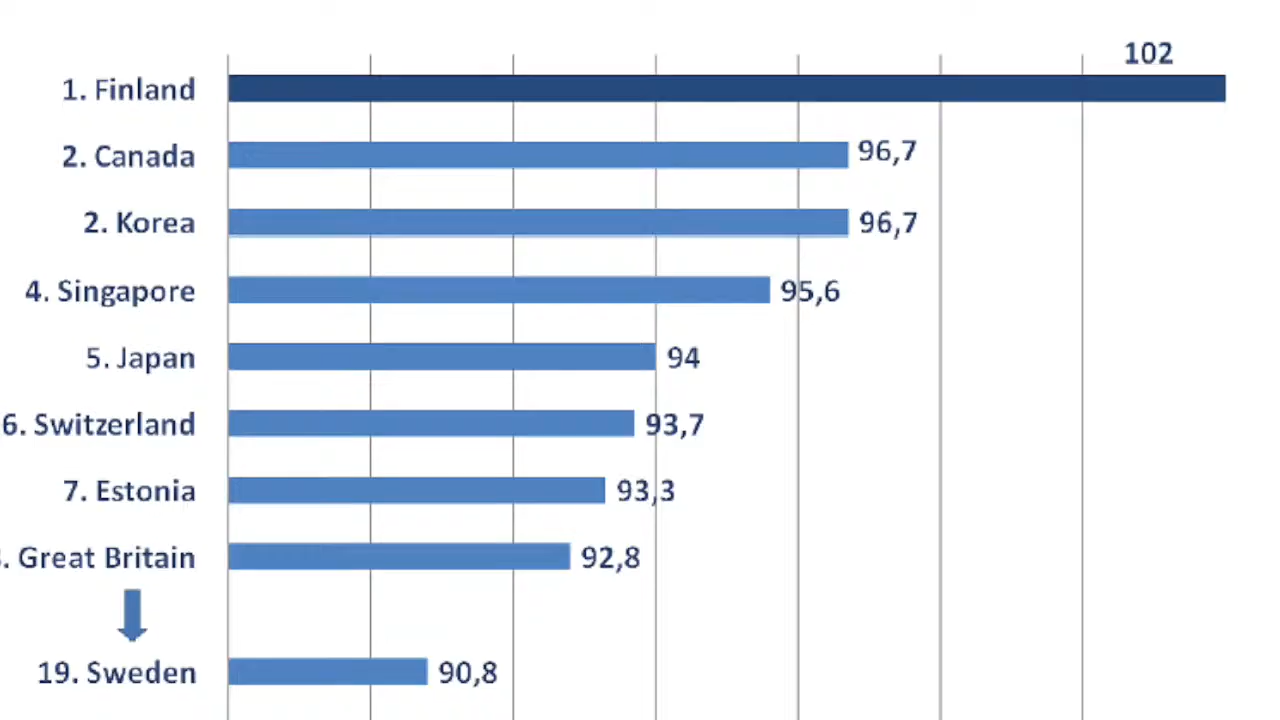 102
1. Finland
2. Canada 96,7
2. Korea 96,7
4. Singapore 95,6
5. Japan 94
6. Switzerland 93,7
7. Estonia 93,3
. Great Britain 92,8
19. Sweden 90,8